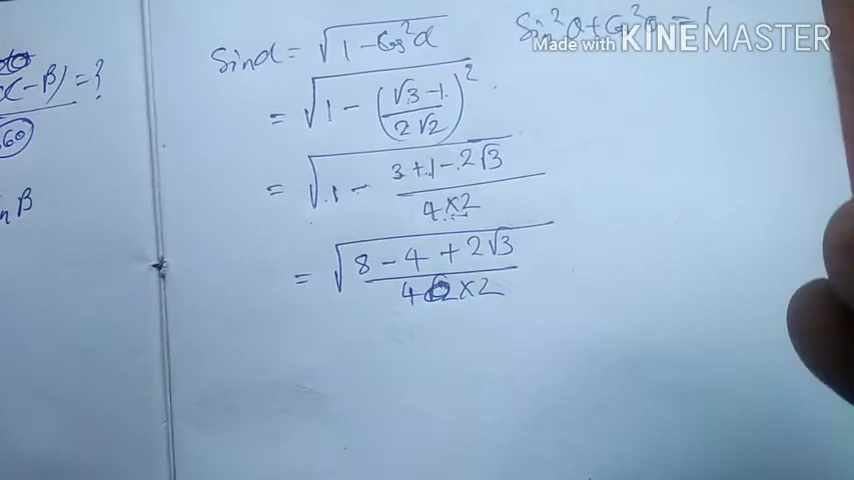 α-β) = ?
60
n β
Sinα = √(1 - Cos²α)
Sin²θ + Cos²θ = 1
Made with KINEMASTER
= √(1 - ((√3 - 1)/(2√2))²)
= √(1 - (3 + 1 - 2√3)/(4×2))
= √((8 - 4 + 2√3)/(4×2))